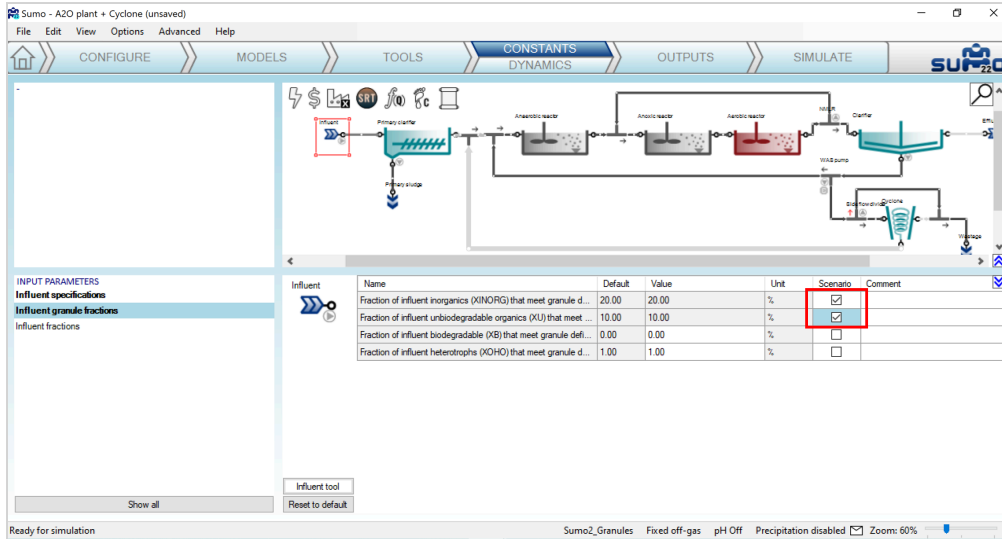 Sumo - A2O plant + Cyclone (unsaved)
File Edit View Options Advanced Help
CONFIGURE MODELS TOOLS CONSTANTS DYNAMICS OUTPUTS SIMULATE SUMO 22
-
$ SRT f(Q)
Influent Primary clarifier Anaerobic reactor Anoxic reactor Aerobic reactor Clarifier
WAS pump
Primary sludge
Cyclone
INPUT PARAMETERS
Influent specifications
Influent granule fractions
Influent fractions
Show all
Influent
Influent tool
Reset to default
Name Default Value Unit Scenario Comment
Fraction of influent inorganics (XINORG) that meet granule d... 20.00 20.00 %
Fraction of influent unbiodegradable organics (XU) that meet ... 10.00 10.00 %
Fraction of influent biodegradable (XB) that meet granule defi... 0.00 0.00 %
Fraction of influent heterotrophs (XOHO) that meet granule d... 1.00 1.00 %
Ready for simulation Sumo2_Granules Fixed off-gas pH Off Precipitation disabled Zoom: 60%